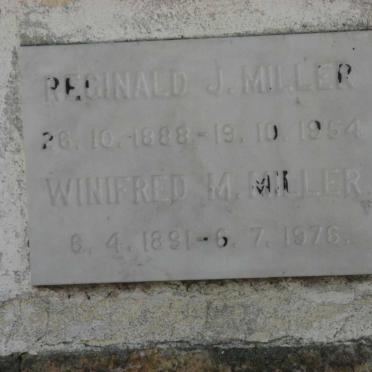 REGINALD J. MILLER
26. 10. 1888 - 19. 10. 1954
WINIFRED M. MILLER
6. 4. 1891 - 6. 7. 1976.